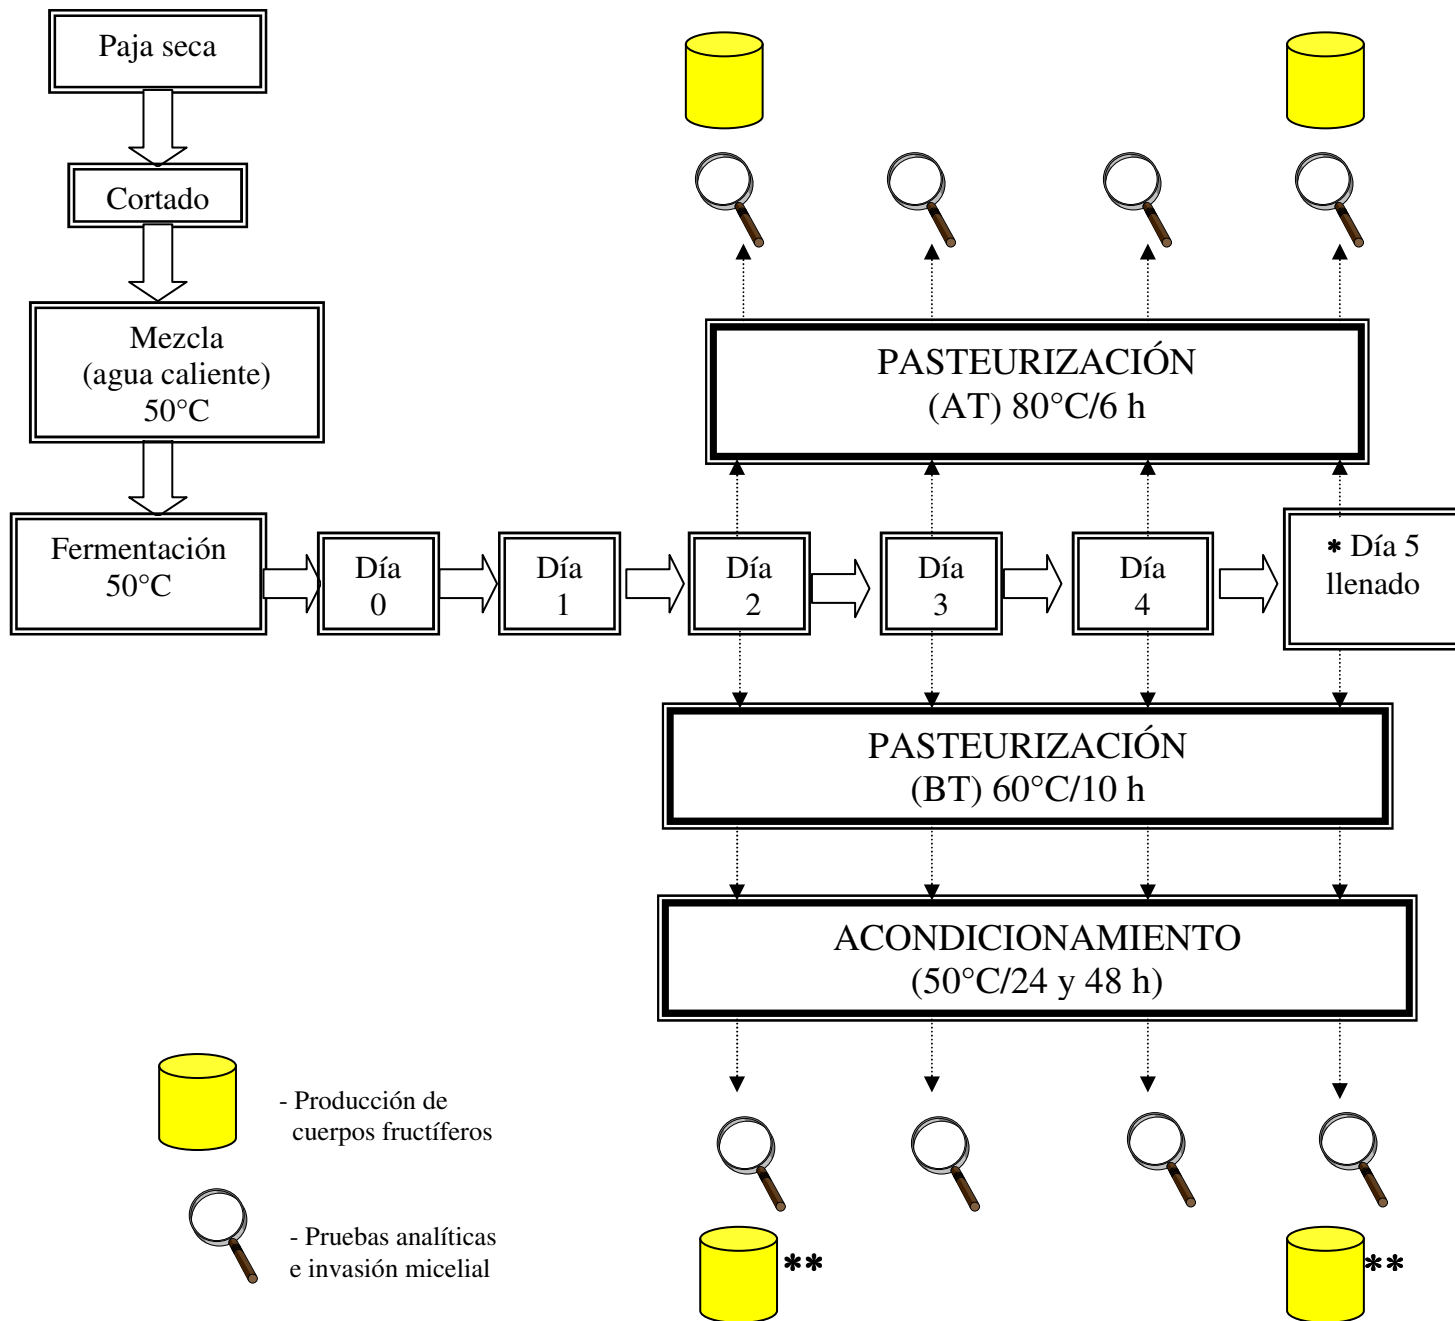 Paja seca
Cortado
Mezcla
(agua caliente)
50°C
Fermentación
50°C
Día
0
Día
1
Día
2
Día
3
Día
4
* Día 5
llenado
PASTEURIZACIÓN
(AT) 80°C/6 h
PASTEURIZACIÓN
(BT) 60°C/10 h
ACONDICIONAMIENTO
(50°C/24 y 48 h)
- Producción de
cuerpos fructíferos
- Pruebas analíticas
e invasión micelial
**
**